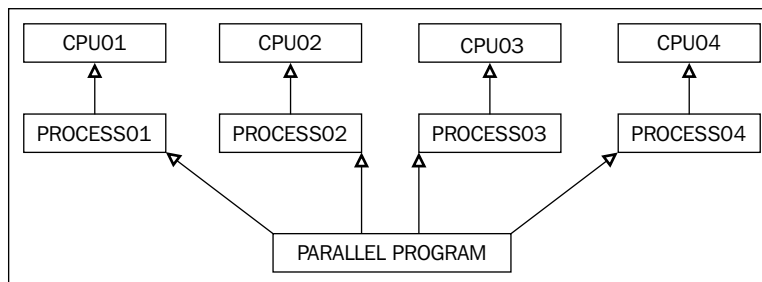 CPU01
CPU02
CPU03
CPU04
PROCESS01
PROCESS02
PROCESS03
PROCESS04
PARALLEL PROGRAM